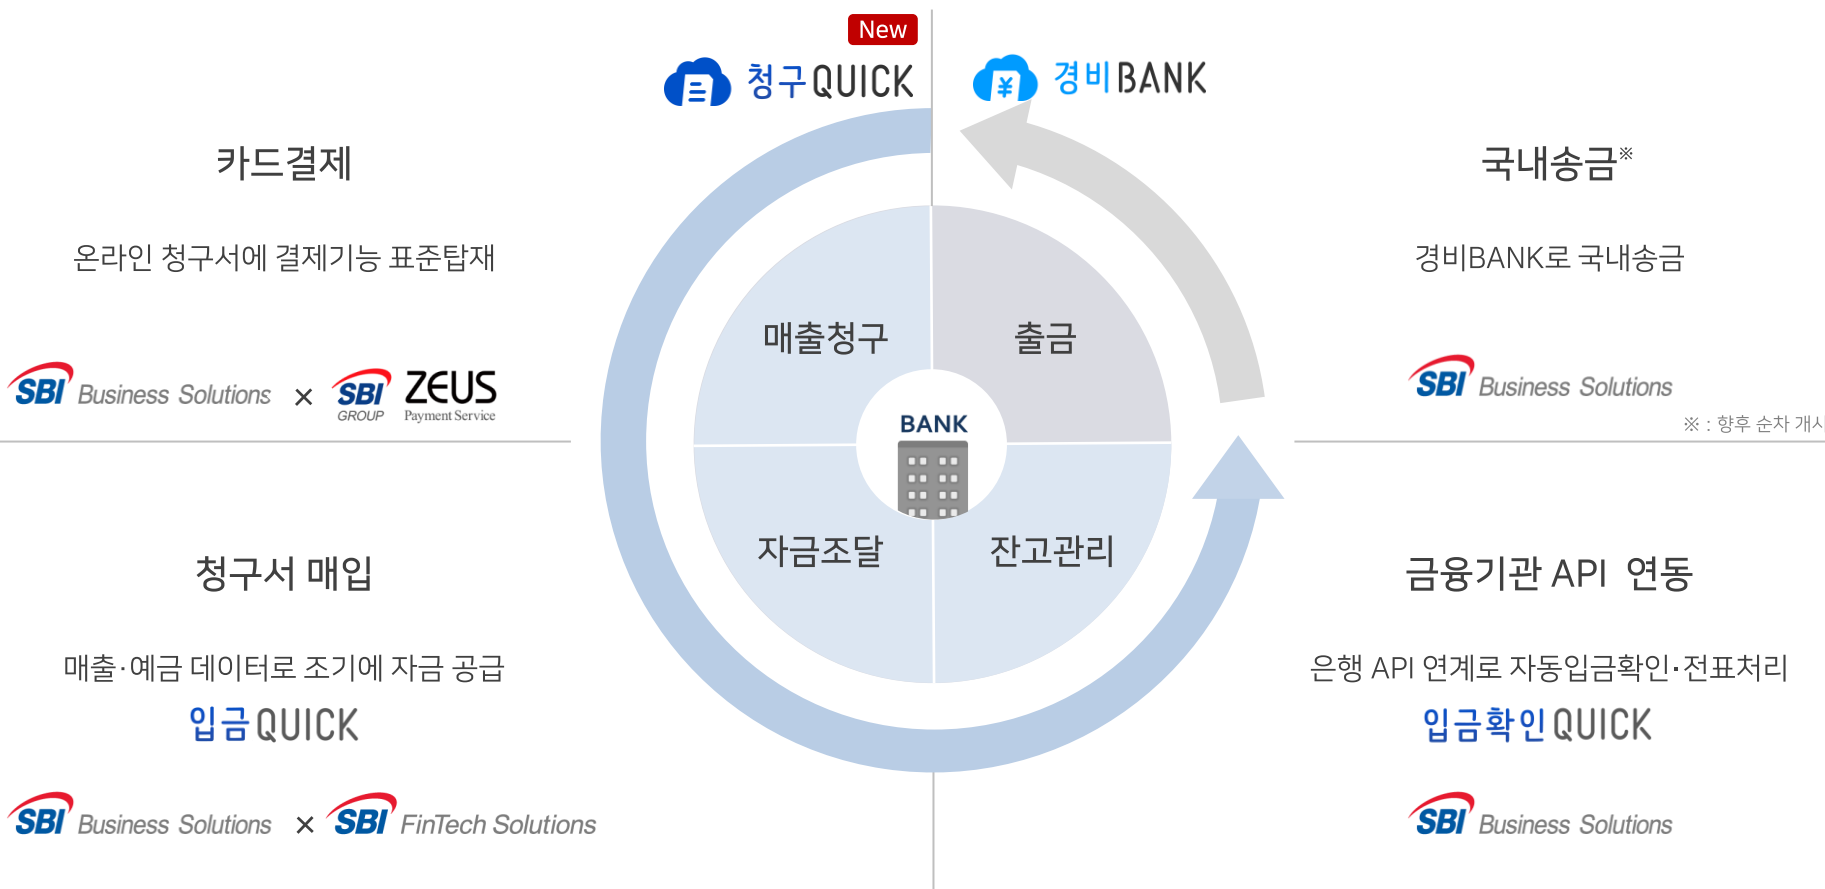 New
청구QUICK
경비BANK
카드결제
온라인 청구서에 결제기능 표준탑재
SBI Business Solutions × SBI GROUP ZEUS Payment Service
국내송금※
경비BANK로 국내송금
SBI Business Solutions
※ : 향후 순차 개시
매출청구
출금
BANK
자금조달
잔고관리
청구서 매입
매출·예금 데이터로 조기에 자금 공급
입금QUICK
SBI Business Solutions × SBI FinTech Solutions
금융기관 API 연동
은행 API 연계로 자동입금확인·전표처리
입금확인QUICK
SBI Business Solutions